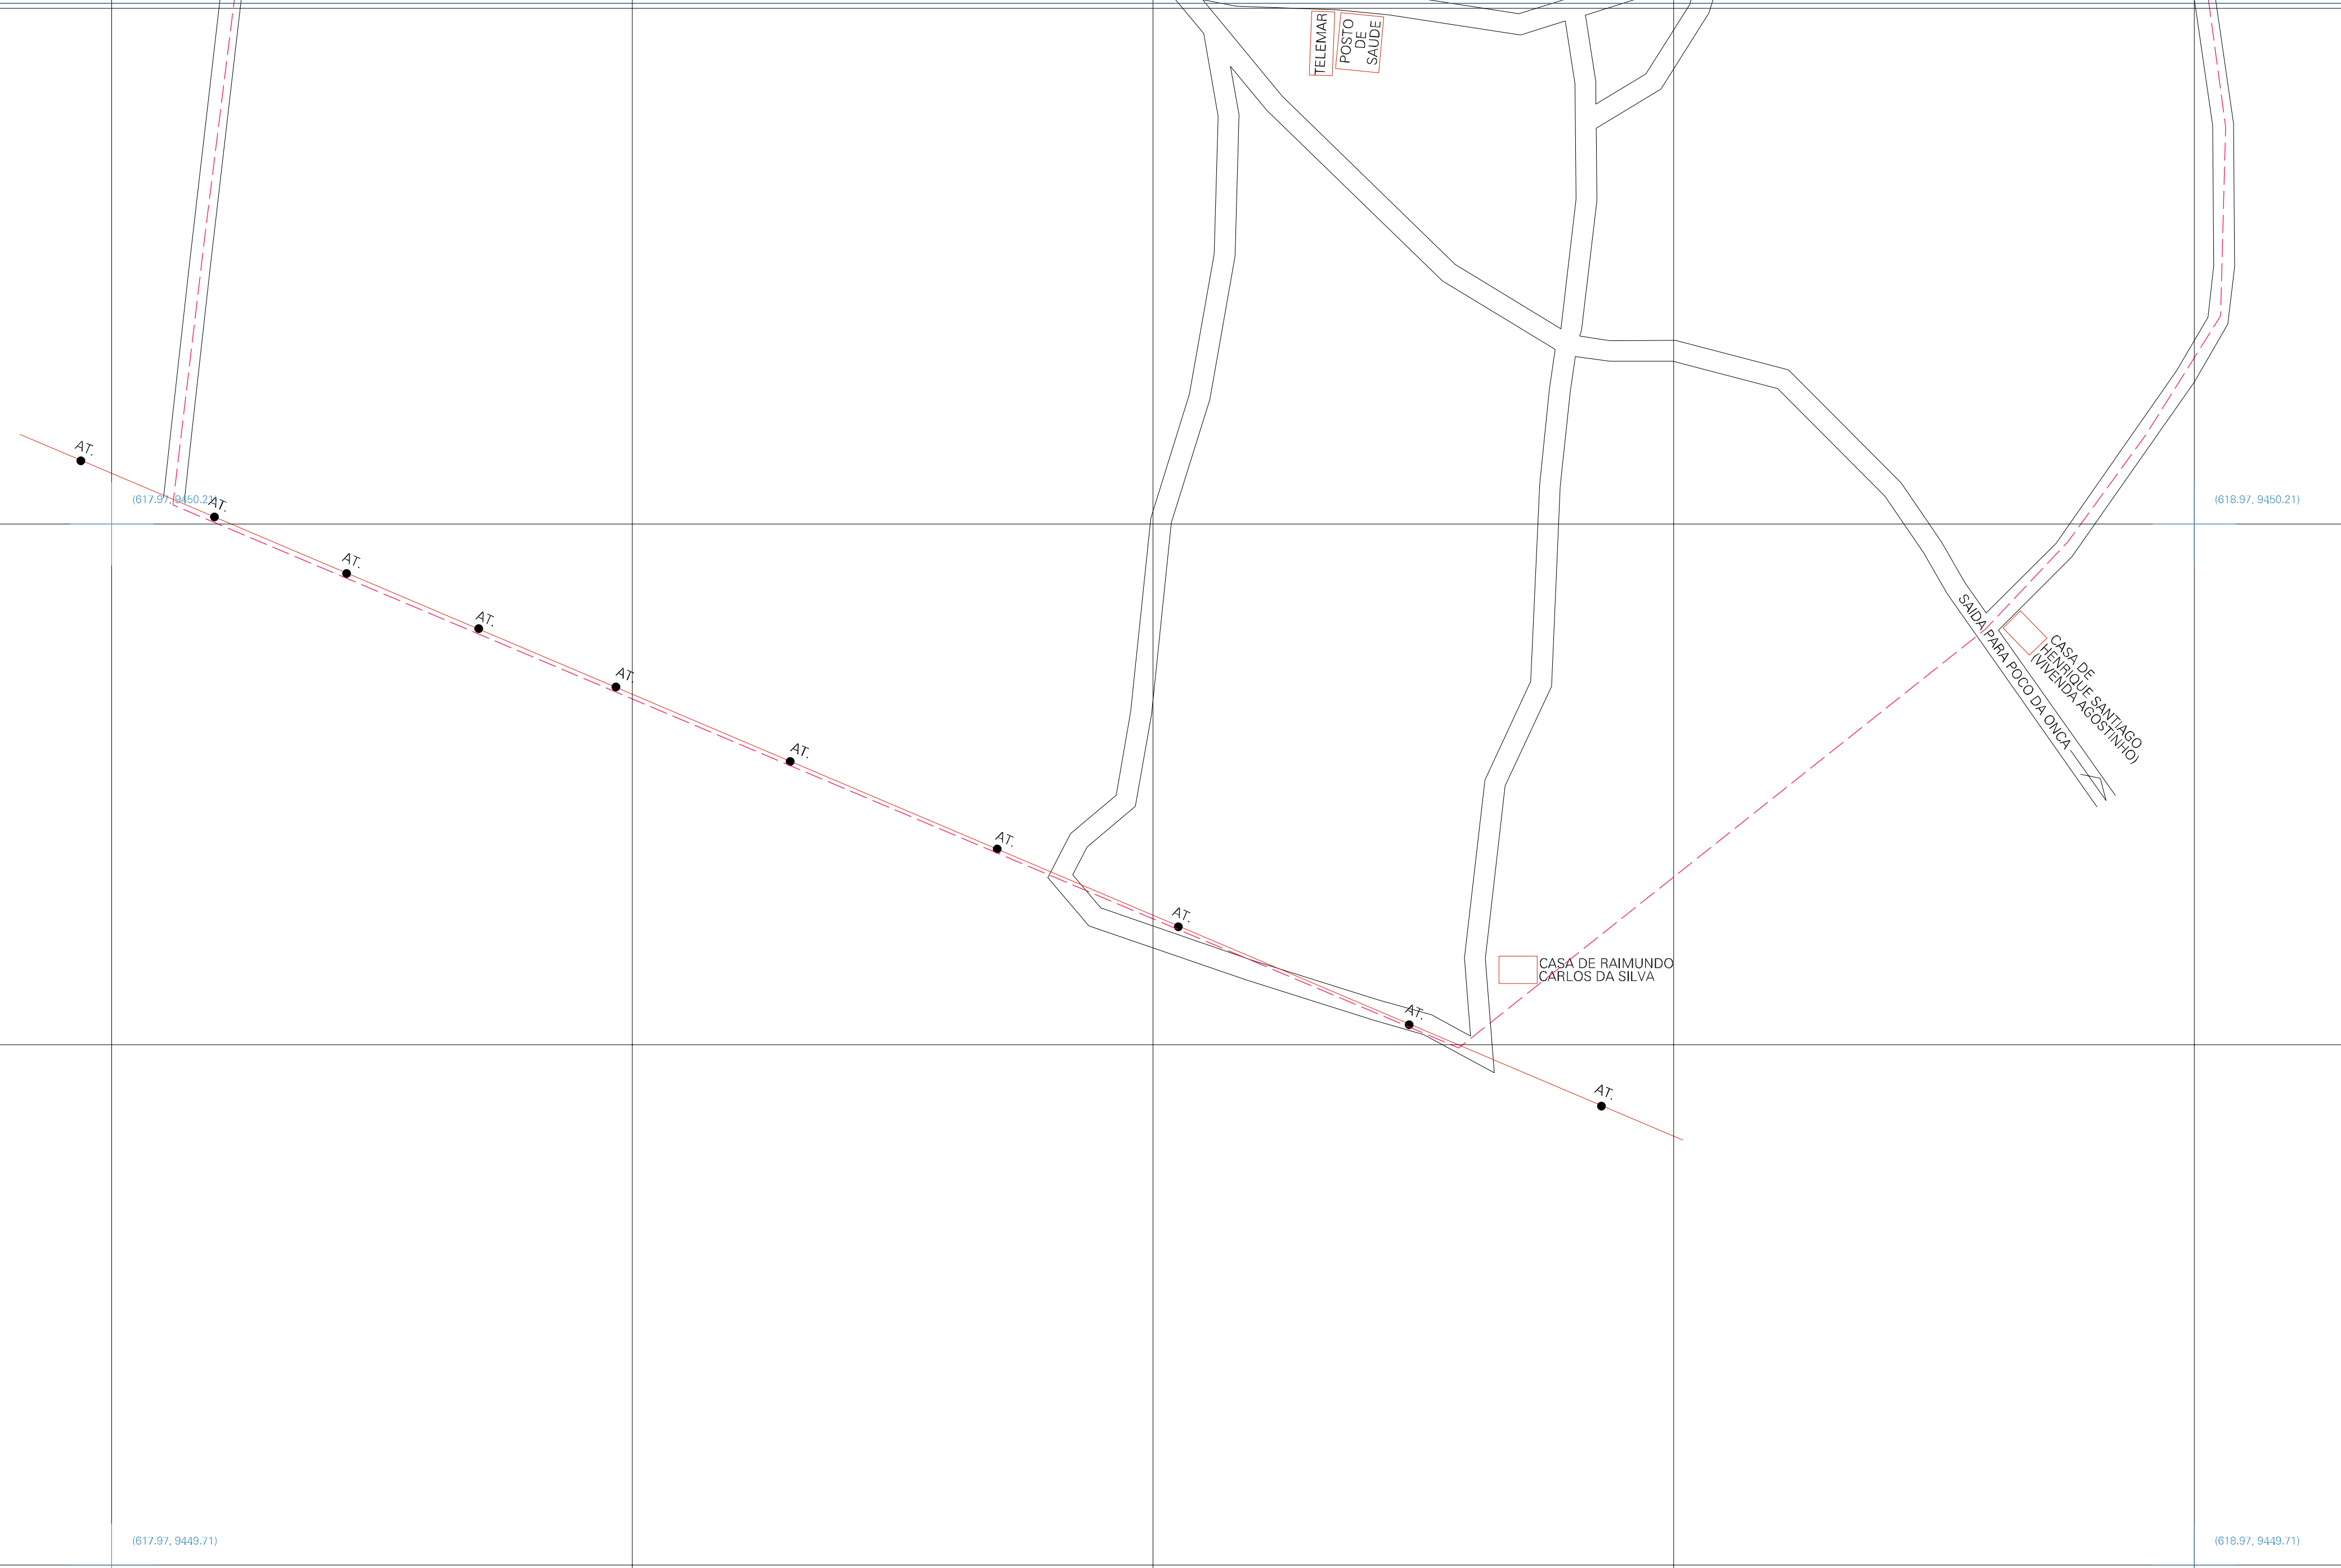 TELEMAR
POSTO
DE
SAUDE
AT.
(617.97, 9450.21)
AT.
(618.97, 9450.21)
AT.
AT.
SAIDA PARA POCO DA ONCA
CASA DE
HENRIQUE SANTIAGO
(VIVENDA AGOSTINHO)
AT.
AT.
AT.
AT.
CASA DE RAIMUNDO
CARLOS DA SILVA
AT.
AT.
(617.97, 9449.71)
(618.97, 9449.71)